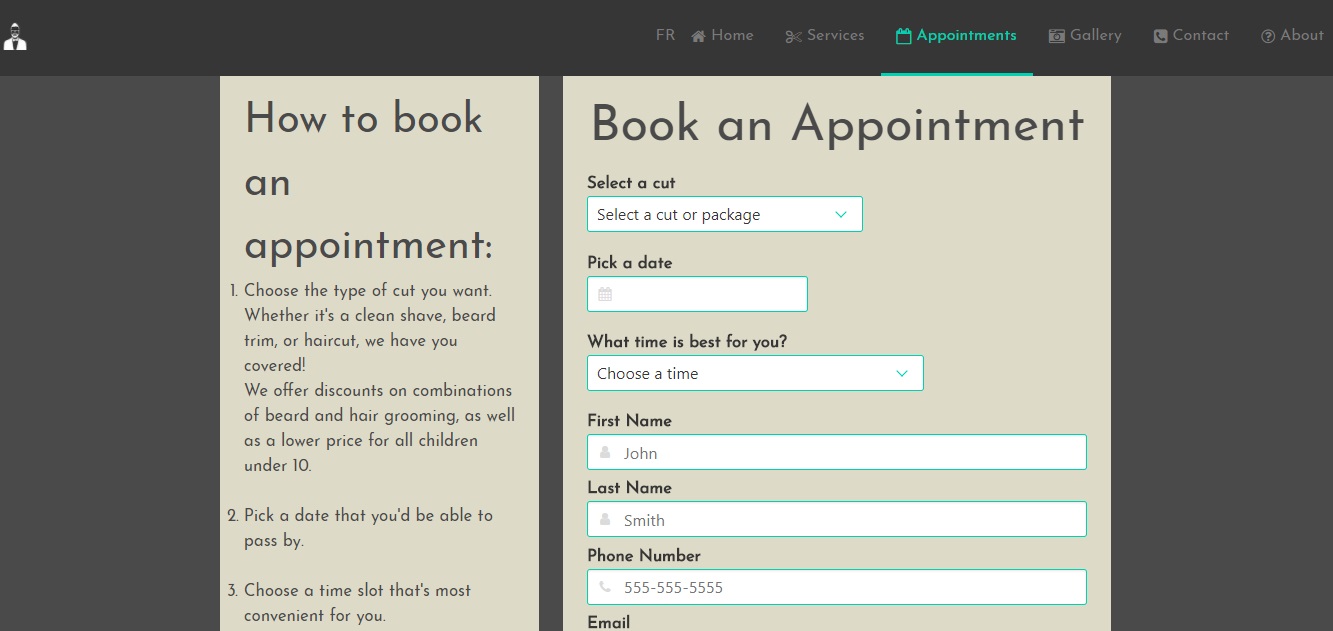 FR Home Services Appointments Gallery Contact About
How to book
an
appointment:
1. Choose the type of cut you want.
Whether it's a clean shave, beard
trim, or haircut, we have you
covered!
We offer discounts on combinations
of beard and hair grooming, as well
as a lower price for all children
under 10.
2. Pick a date that you'd be able to
pass by.
3. Choose a time slot that's most
convenient for you.
Book an Appointment
Select a cut
Select a cut or package
Pick a date
What time is best for you?
Choose a time
First Name
John
Last Name
Smith
Phone Number
555-555-5555
Email